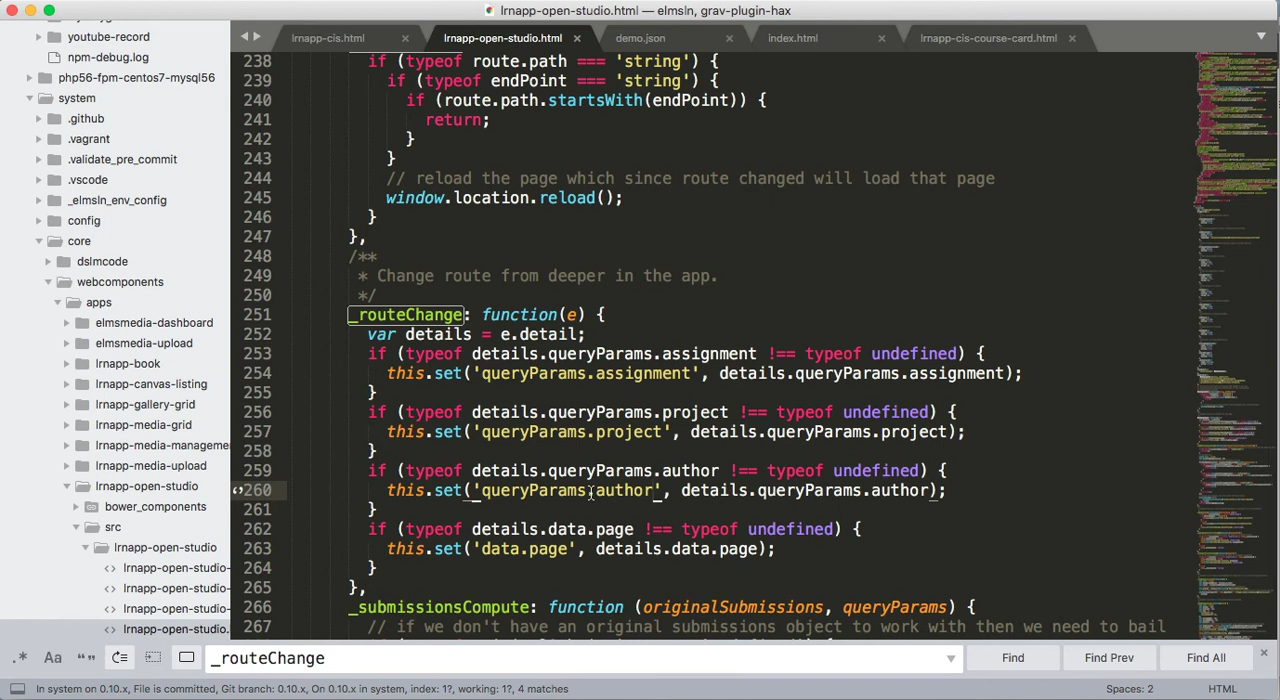 lrnapp-open-studio.html — elmsln, grav-plugin-hax
youtube-record
npm-debug.log
php56-fpm-centos7-mysql56
system
.github
.vagrant
.validate_pre_commit
.vscode
_elmsln_env_config
config
core
dslmcode
webcomponents
apps
elmsmedia-dashboard
elmsmedia-upload
lrnapp-book
lrnapp-canvas-listing
lrnapp-gallery-grid
lrnapp-media-grid
lrnapp-media-manageme
lrnapp-media-upload
lrnapp-open-studio
bower_components
src
lrnapp-open-studio
lrnapp-open-studio-
lrnapp-open-studio-
lrnapp-open-studio-
lrnapp-open-studio.
lrnapp-cis.html × lrnapp-open-studio.html × demo.json × index.html × lrnapp-cis-course-card.html ×
238 if (typeof route.path === 'string') {
239 if (typeof endPoint === 'string') {
240 if (route.path.startsWith(endPoint)) {
241 return;
242 }
243 }
244 // reload the page which since route changed will load that page
245 window.location.reload();
246 }
247 },
248 /**
249 * Change route from deeper in the app.
250 */
251 _routeChange: function(e) {
252 var details = e.detail;
253 if (typeof details.queryParams.assignment !== typeof undefined) {
254 this.set('queryParams.assignment', details.queryParams.assignment);
255 }
256 if (typeof details.queryParams.project !== typeof undefined) {
257 this.set('queryParams.project', details.queryParams.project);
258 }
259 if (typeof details.queryParams.author !== typeof undefined) {
260 this.set('queryParams.author', details.queryParams.author);
261 }
262 if (typeof details.data.page !== typeof undefined) {
263 this.set('data.page', details.data.page);
264 }
265 },
266 _submissionsCompute: function (originalSubmissions, queryParams) {
267 // if we don't have an original submissions object to work with then we need to bail
.* Aa “” _routeChange Find Find Prev Find All ×
In system on 0.10.x, File is committed, Git branch: 0.10.x, On 0.10.x in system, index: 1?, working: 1?, 4 matches Spaces: 2 HTML